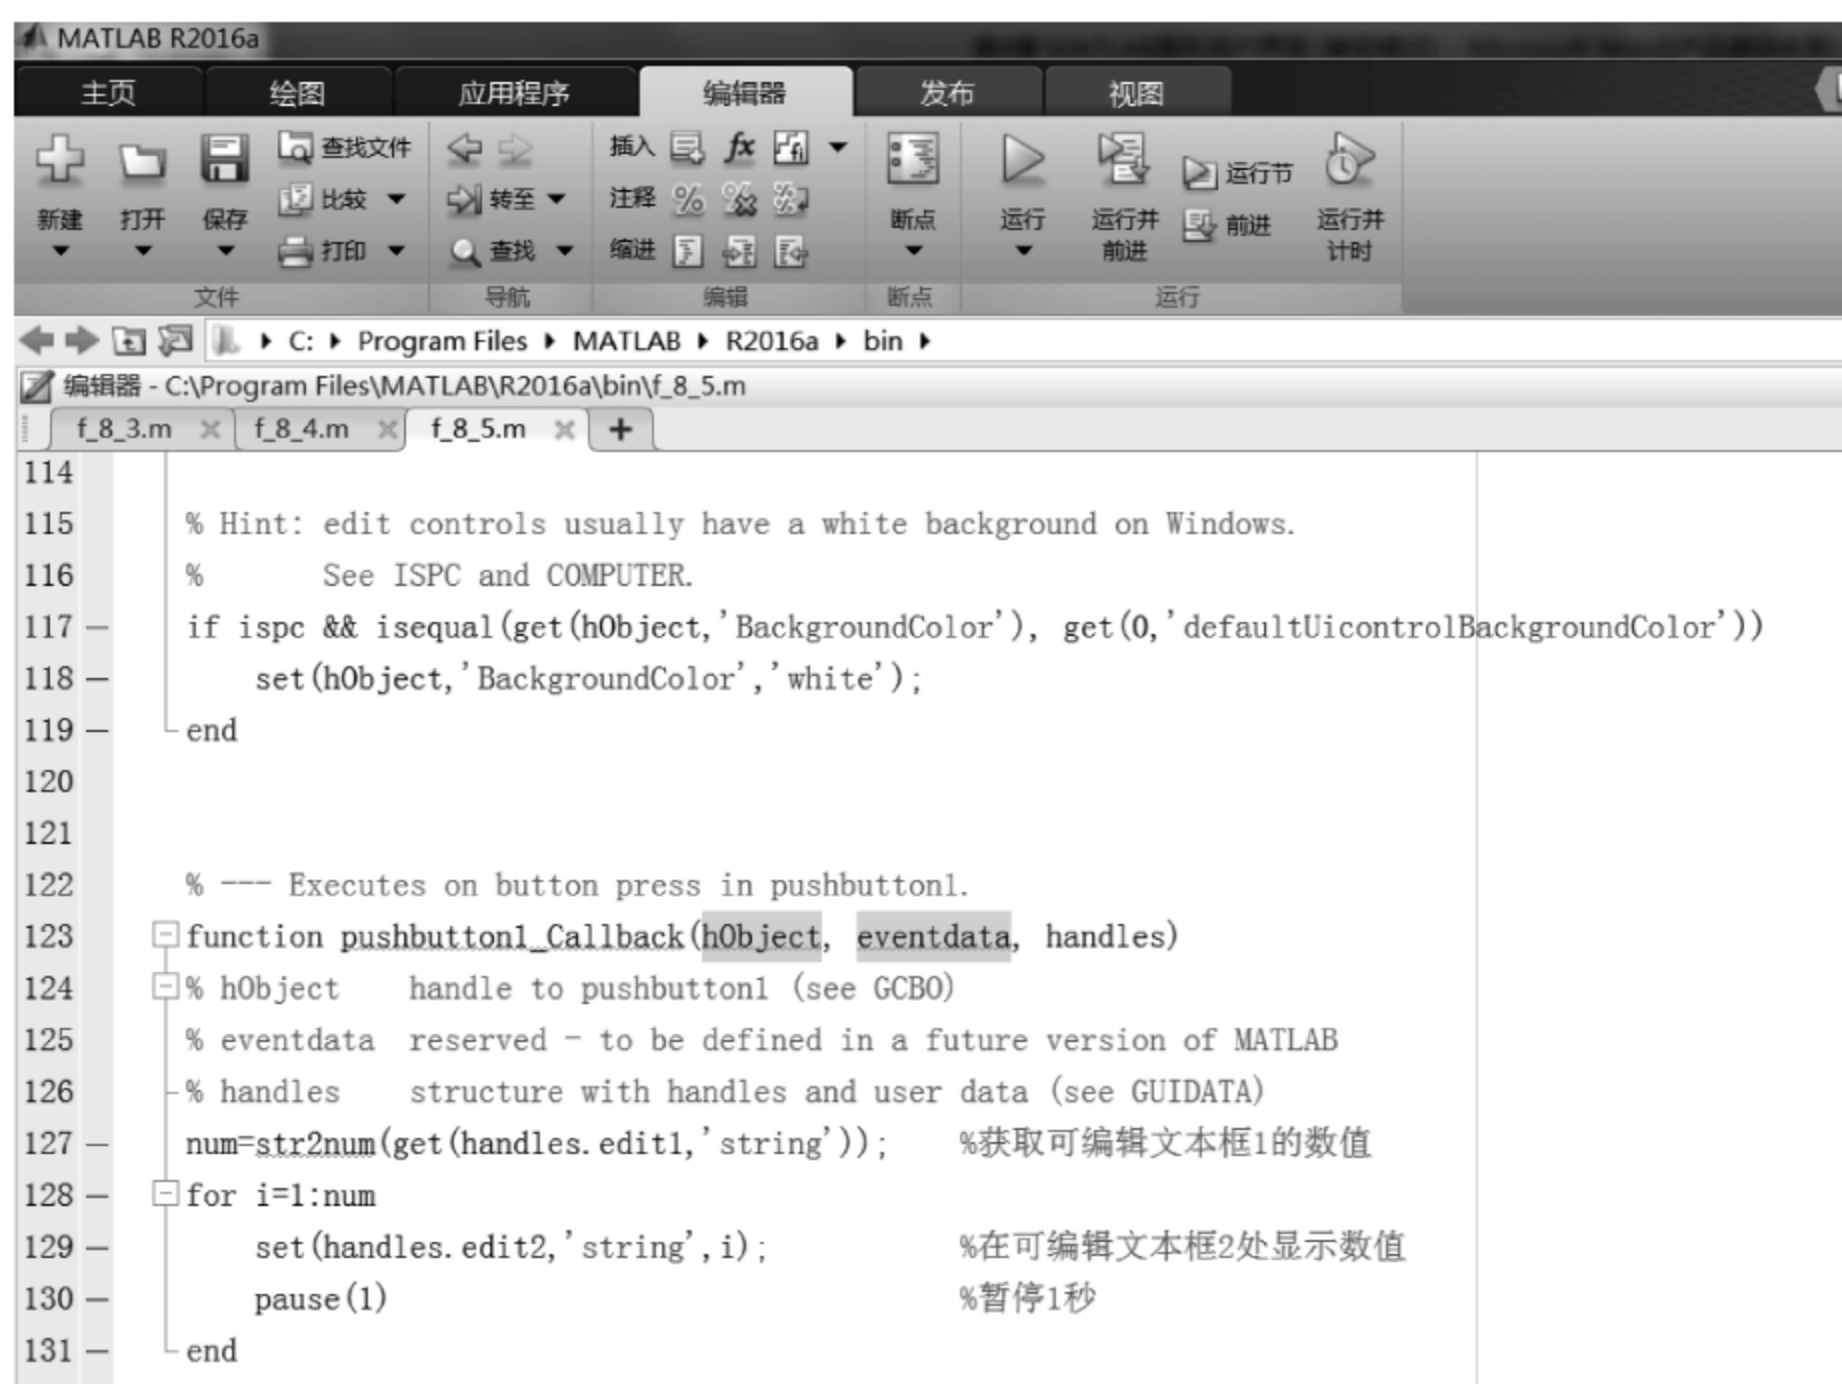 MATLAB R2016a
主页 绘图 应用程序 编辑器 发布 视图
新建 打开 保存 查找文件 比较 打印 转至 查找 插入 fx fi 注释 缩进 断点 运行 运行并前进 运行节 前进 运行并计时
文件 导航 编辑 断点 运行
C: Program Files MATLAB R2016a bin
编辑器 - C:\Program Files\MATLAB\R2016a\bin\f_8_5.m
f_8_3.m f_8_4.m f_8_5.m +
114
115 % Hint: edit controls usually have a white background on Windows.
116 %       See ISPC and COMPUTER.
117 — if ispc && isequal(get(hObject,'BackgroundColor'), get(0,'defaultUicontrolBackgroundColor'))
118 —     set(hObject,'BackgroundColor','white');
119 — end
120
121
122 % --- Executes on button press in pushbutton1.
123 function pushbutton1_Callback(hObject, eventdata, handles)
124 % hObject    handle to pushbutton1 (see GCBO)
125 % eventdata  reserved - to be defined in a future version of MATLAB
126 % handles    structure with handles and user data (see GUIDATA)
127 — num=str2num(get(handles.edit1,'string'));    %获取可编辑文本框1的数值
128 — for i=1:num
129 —     set(handles.edit2,'string',i);           %在可编辑文本框2处显示数值
130 —     pause(1)                                 %暂停1秒
131 — end